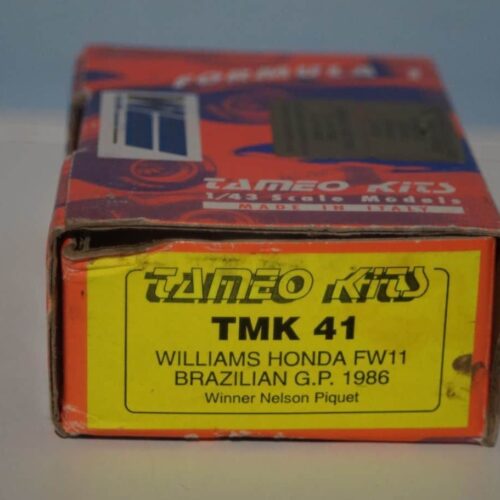 FORMULA 1
TAMEO KITS
1/43 Scale Models
MADE IN ITALY
TAMEO KITS
TMK 41
WILLIAMS HONDA FW11
BRAZILIAN G.P. 1986
Winner Nelson Piquet